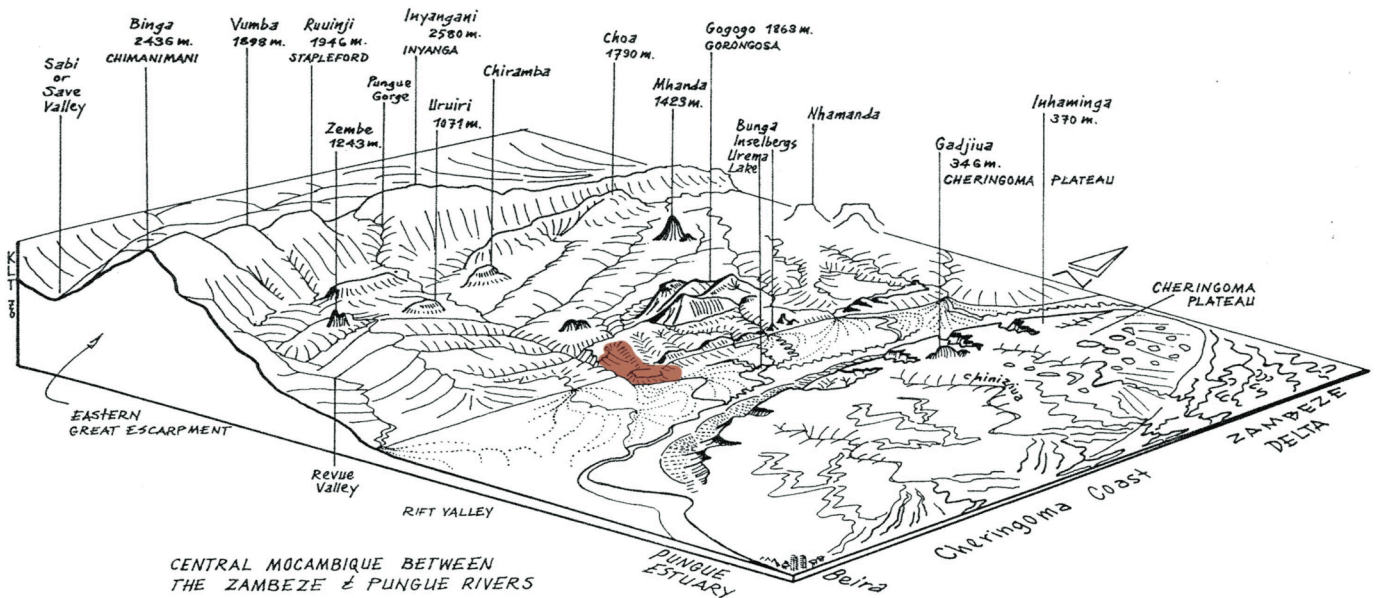 Sabi
or
Save
Valley
Binga
2436 m.
CHIMANIMANI
Vumba
1898 m.
Ruuinji
1946 m.
STAPLEFORD
Inyangani
2580 m.
INYANGA
Pungue
Gorge
Zembe
1243 m.
Uruiri
1071 m.
Chiramba
Choa
1790 m.
Mhanda
1423 m.
Gogogo 1863 m.
GORONGOSA
Bunga
Inselbergs
Urema
Lake
Nhamanda
Gadjiua
346 m.
CHERINGOMA PLATEAU
Inhaminga
370 m.
CHERINGOMA
PLATEAU
Chiniziua
EASTERN
GREAT ESCARPMENT
Revue
Valley
RIFT VALLEY
PUNGUE
ESTUARY
Beira
Cheringoma Coast
ZAMBEZE
DELTA
CENTRAL MOCAMBIQUE BETWEEN
THE ZAMBEZE & PUNGUE RIVERS